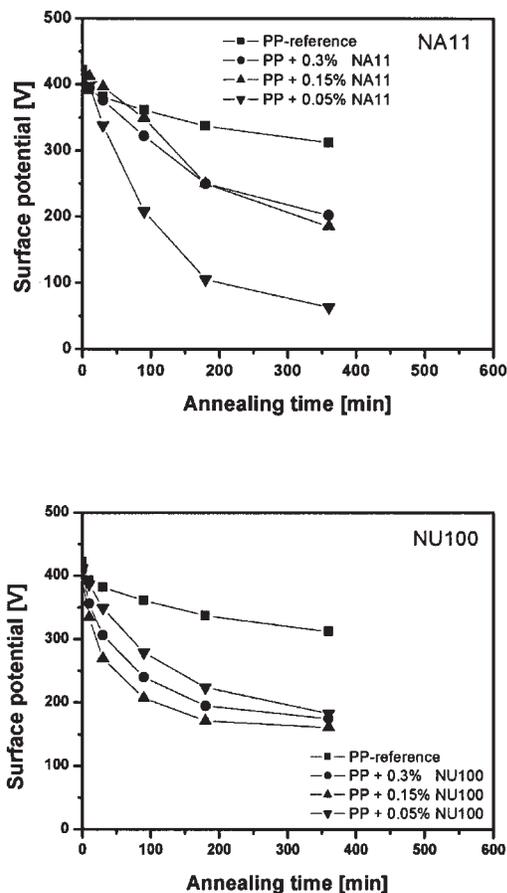 NA11
PP-reference
PP + 0.3% NA11
PP + 0.15% NA11
PP + 0.05% NA11
Surface potential [V]
500
400
300
200
100
0
0 100 200 300 400 500 600
Annealing time [min]
NU100
Surface potential [V]
500
400
300
200
100
0
PP-reference
PP + 0.3% NU100
PP + 0.15% NU100
PP + 0.05% NU100
0 100 200 300 400 500 600
Annealing time [min]